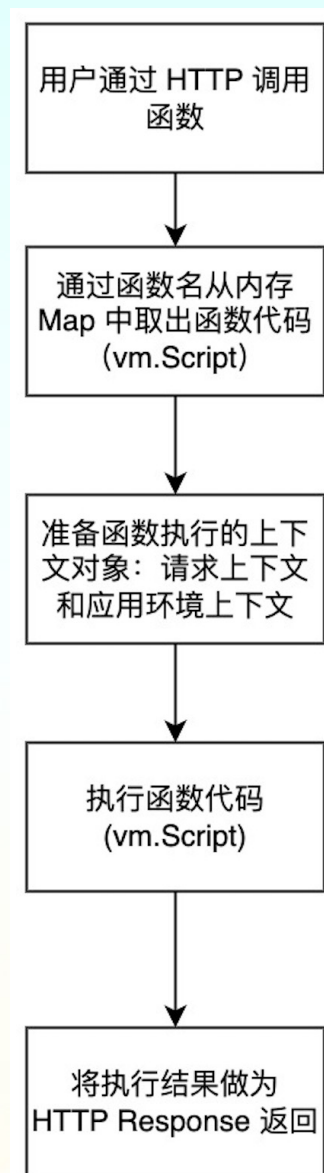 用户通过 HTTP 调用
函数
通过函数名从内存
Map 中取出函数代码
（vm.Script）
准备函数执行的上下
文对象：请求上下文
和应用环境上下文
执行函数代码
(vm.Script)
将执行结果做为
HTTP Response 返回